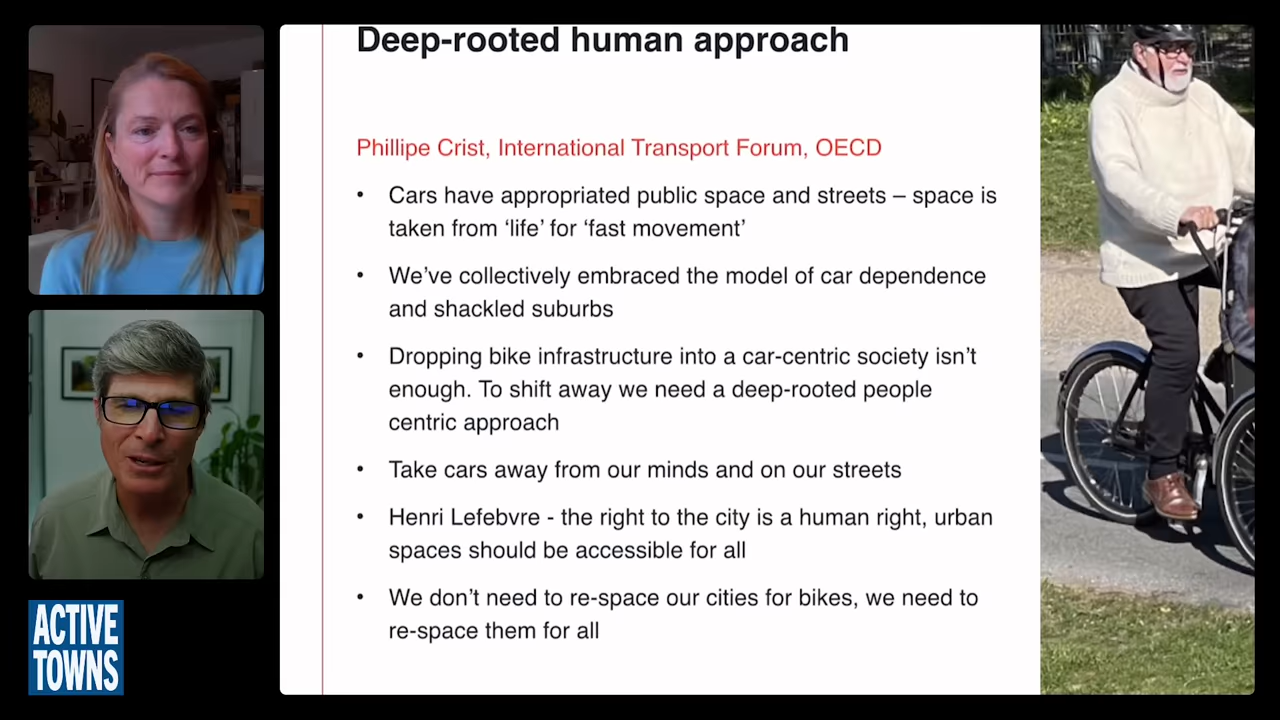 Deep-rooted human approach
Phillipe Crist, International Transport Forum, OECD
• Cars have appropriated public space and streets – space is
taken from ‘life’ for ‘fast movement’
• We’ve collectively embraced the model of car dependence
and shackled suburbs
• Dropping bike infrastructure into a car-centric society isn’t
enough. To shift away we need a deep-rooted people
centric approach
• Take cars away from our minds and on our streets
• Henri Lefebvre - the right to the city is a human right, urban
spaces should be accessible for all
• We don’t need to re-space our cities for bikes, we need to
re-space them for all
ACTIVE
TOWNS